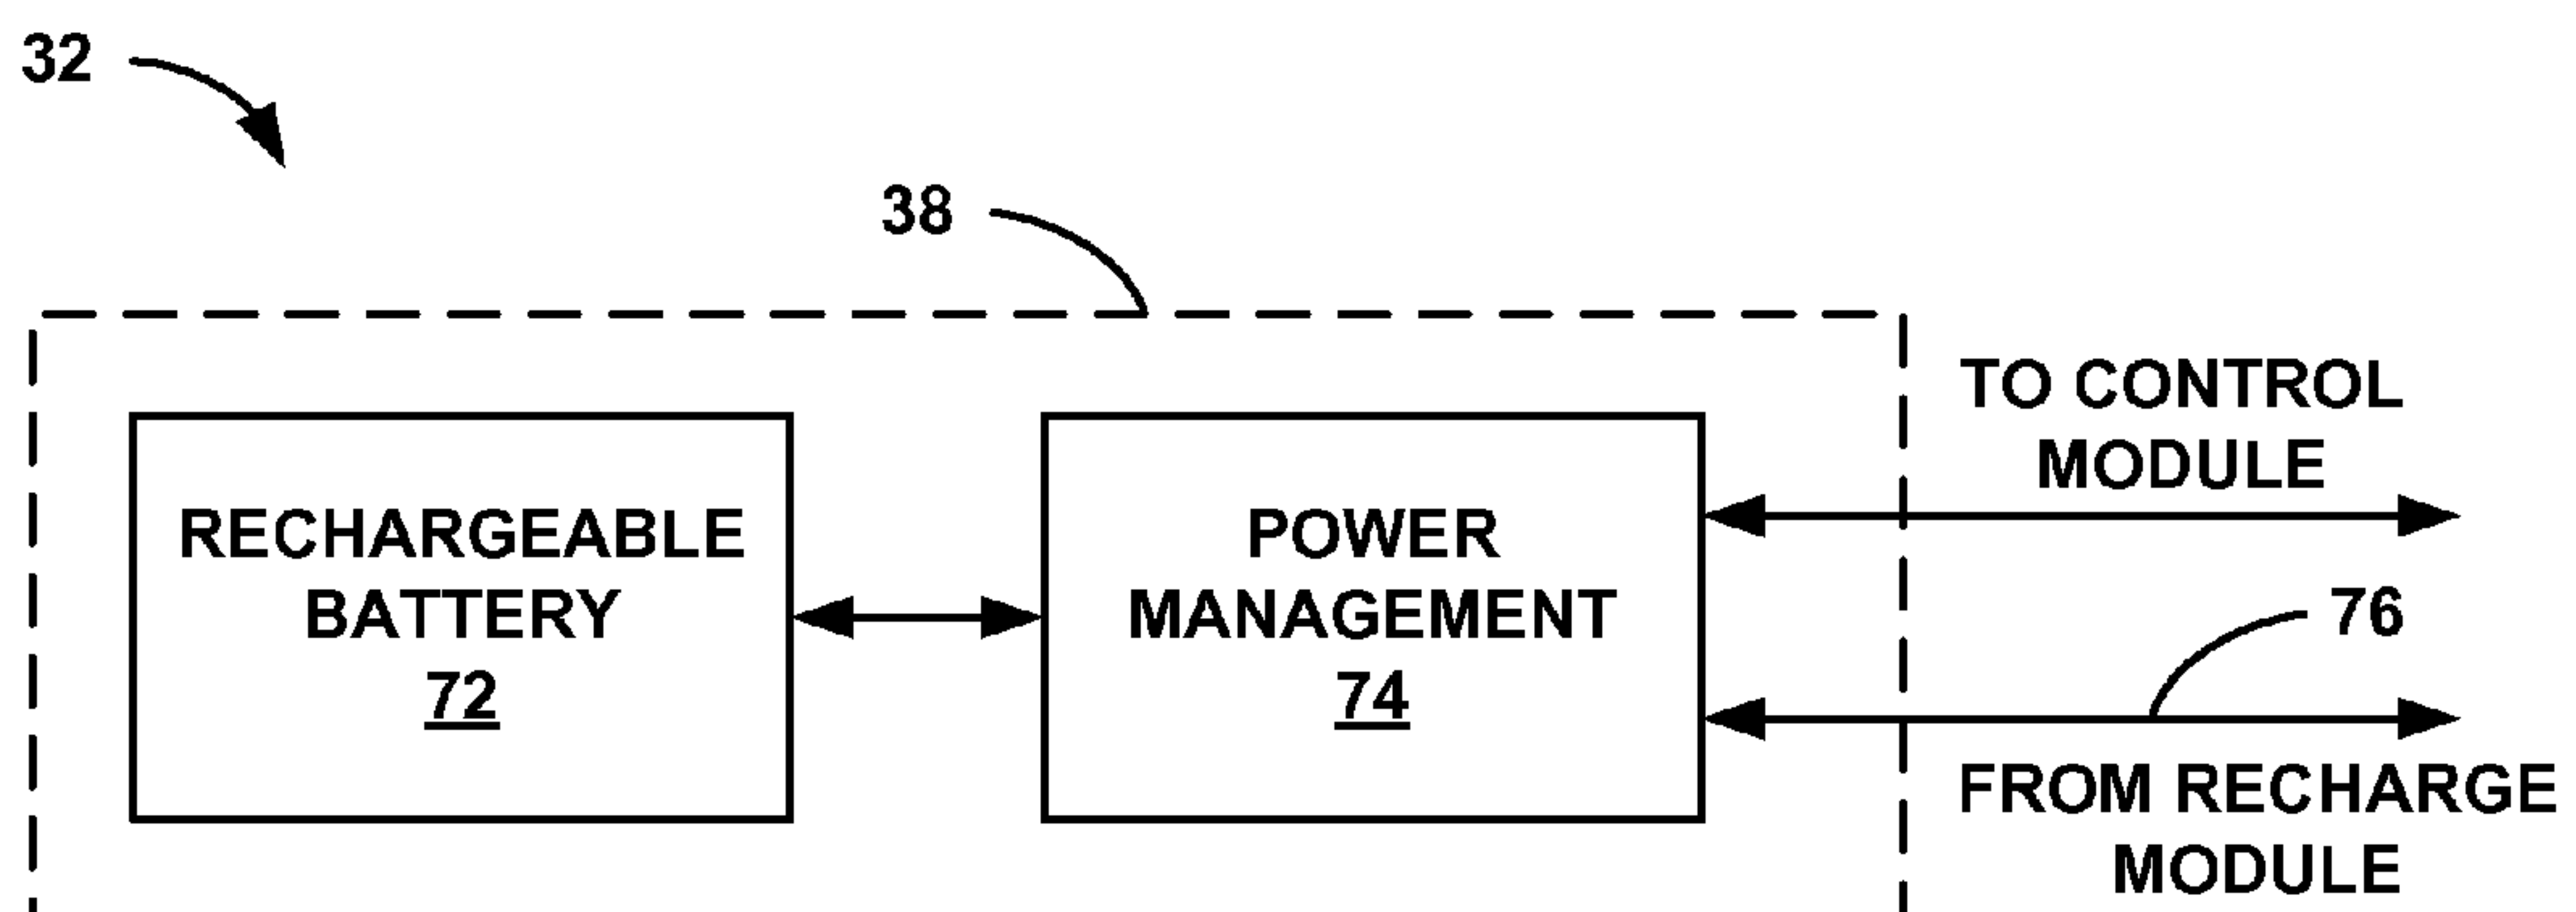 32
38
TO CONTROL
MODULE
RECHARGEABLE
BATTERY
72
POWER
MANAGEMENT
74
76
FROM RECHARGE
MODULE